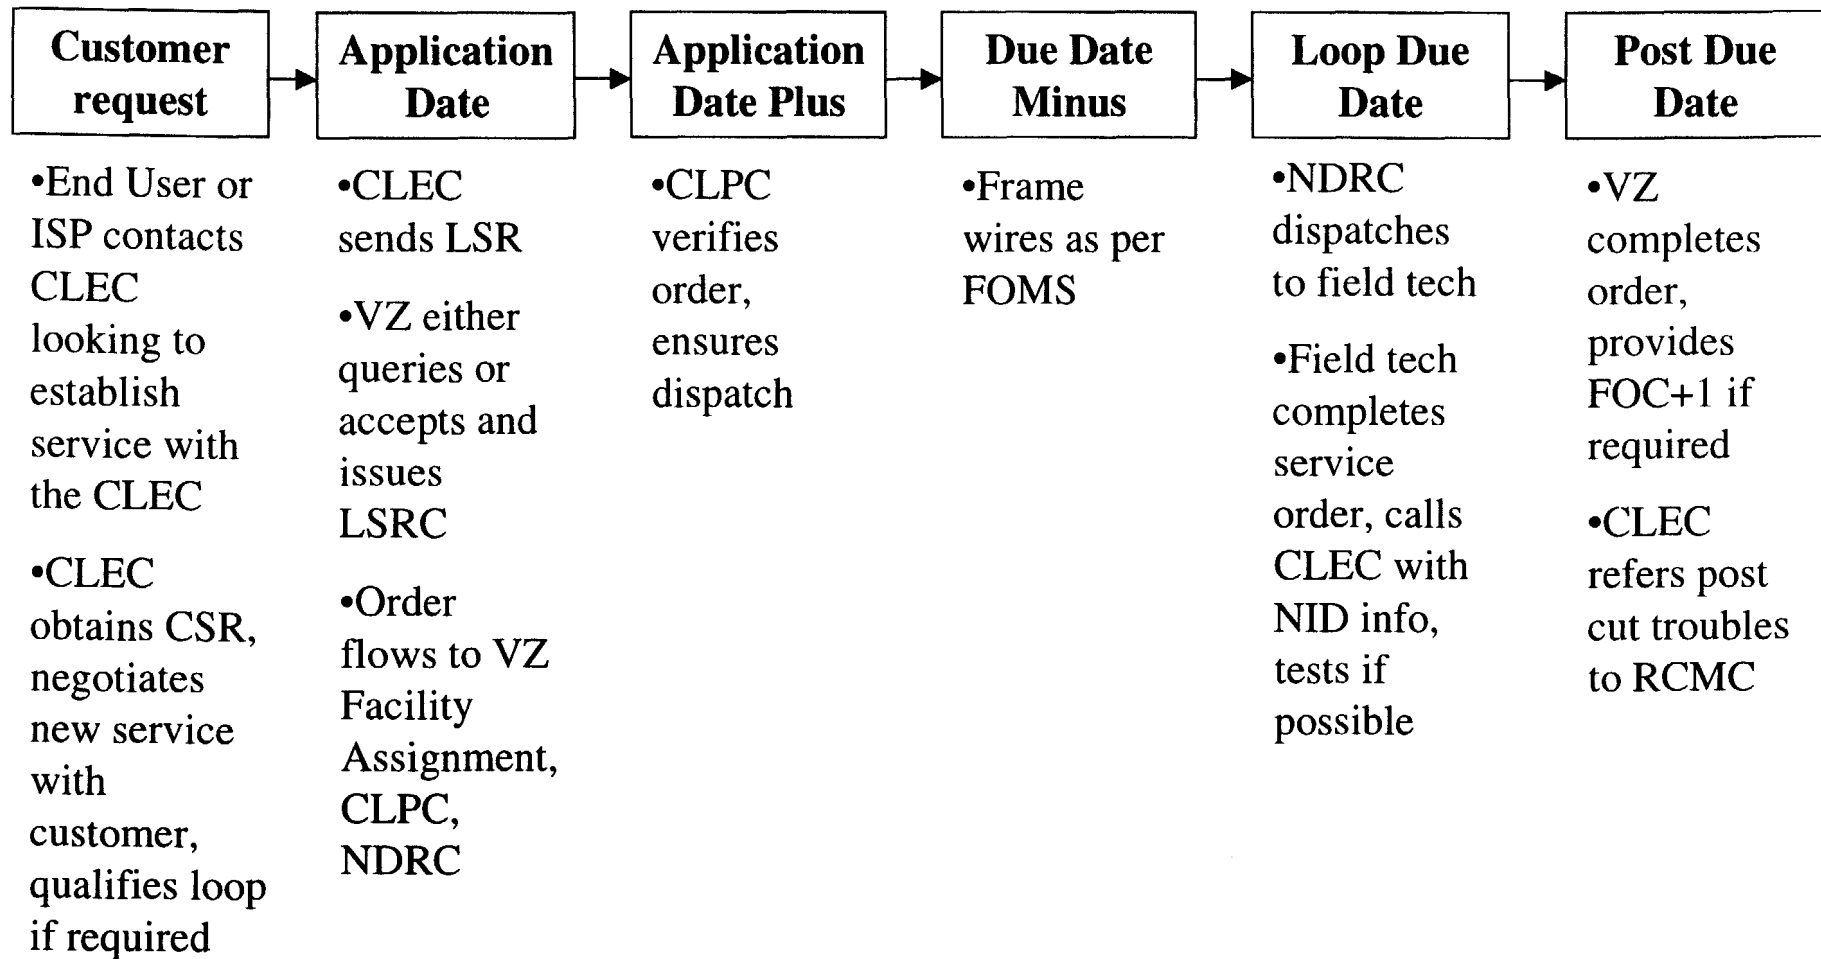 Customer
request
Application
Date
Application
Date Plus
Due Date
Minus
Loop Due
Date
Post Due
Date
•End User or
ISP contacts
CLEC
looking to
establish
service with
the CLEC
•CLEC
obtains CSR,
negotiates
new service
with
customer,
qualifies loop
if required
•CLEC
sends LSR
•VZ either
queries or
accepts and
issues
LSRC
•Order
flows to VZ
Facility
Assignment,
CLPC,
NDRC
•CLPC
verifies
order,
ensures
dispatch
•Frame
wires as per
FOMS
•NDRC
dispatches
to field tech
•Field tech
completes
service
order, calls
CLEC with
NID info,
tests if
possible
•VZ
completes
order,
provides
FOC+1 if
required
•CLEC
refers post
cut troubles
to RCMC